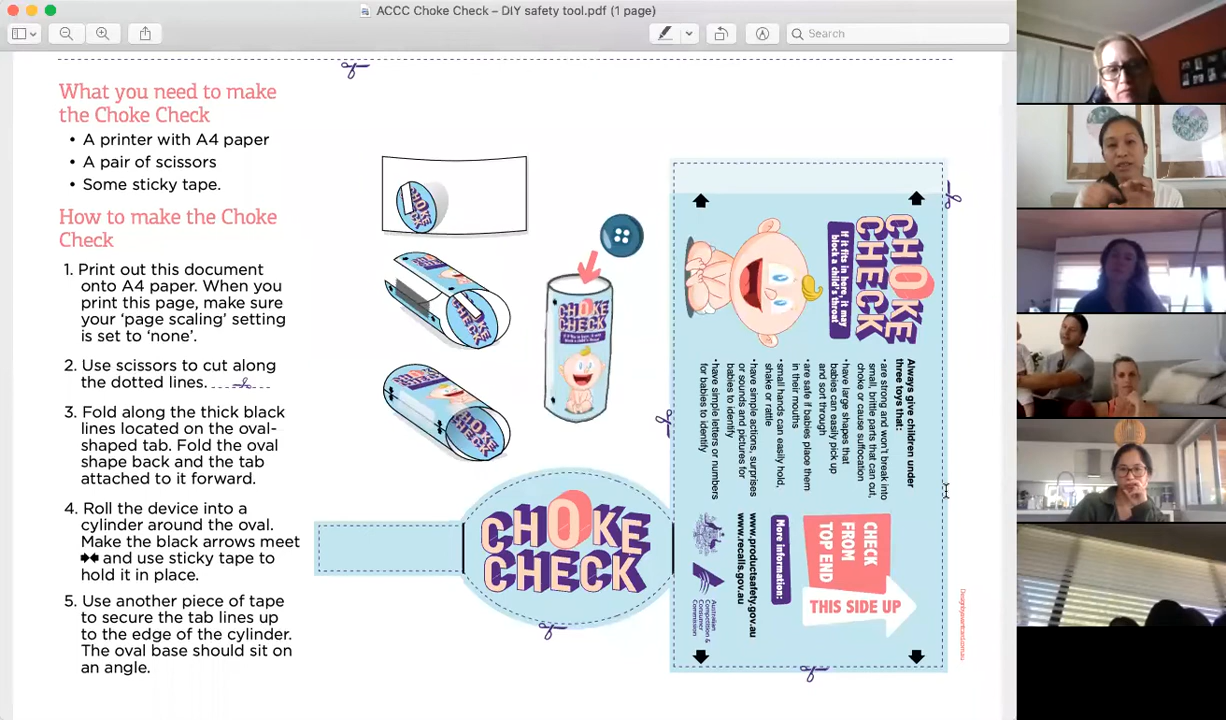 ACCC Choke Check – DIY safety tool.pdf (1 page)
Search
What you need to make
the Choke Check
• A printer with A4 paper
• A pair of scissors
• Some sticky tape.
How to make the Choke
Check
1. Print out this document
onto A4 paper. When you
print this page, make sure
your ‘page scaling’ setting
is set to ‘none’.
2. Use scissors to cut along
the dotted lines.
3. Fold along the thick black
lines located on the oval-
shaped tab. Fold the oval
shape back and the tab
attached to it forward.
4. Roll the device into a
cylinder around the oval.
Make the black arrows meet
and use sticky tape to
hold it in place.
5. Use another piece of tape
to secure the tab lines up
to the edge of the cylinder.
The oval base should sit on
an angle.
CHOKE
CHECK
CHOKE
CHECK
CHOKE
CHECK
CHOKE
CHECK
CHOKE
CHECK
CHOKE
CHECK
If it fits in here, it may
block a child's throat
Always give children under
three toys that:
• are strong and won't break into
small, brittle parts that can cut,
choke or cause suffocation
• have large shapes that
babies can easily pick up
and sort through
• are safe if babies place them
in their mouths
• small hands can easily hold,
shake or rattle
• have simple actions, surprises
or sounds and pictures for
babies to identify
• have simple letters or numbers
for babies to identify
CHECK
FROM
TOP END
THIS SIDE UP
More information:
www.productsafety.gov.au
www.recalls.gov.au
Australian
Competition &
Consumer
Commission